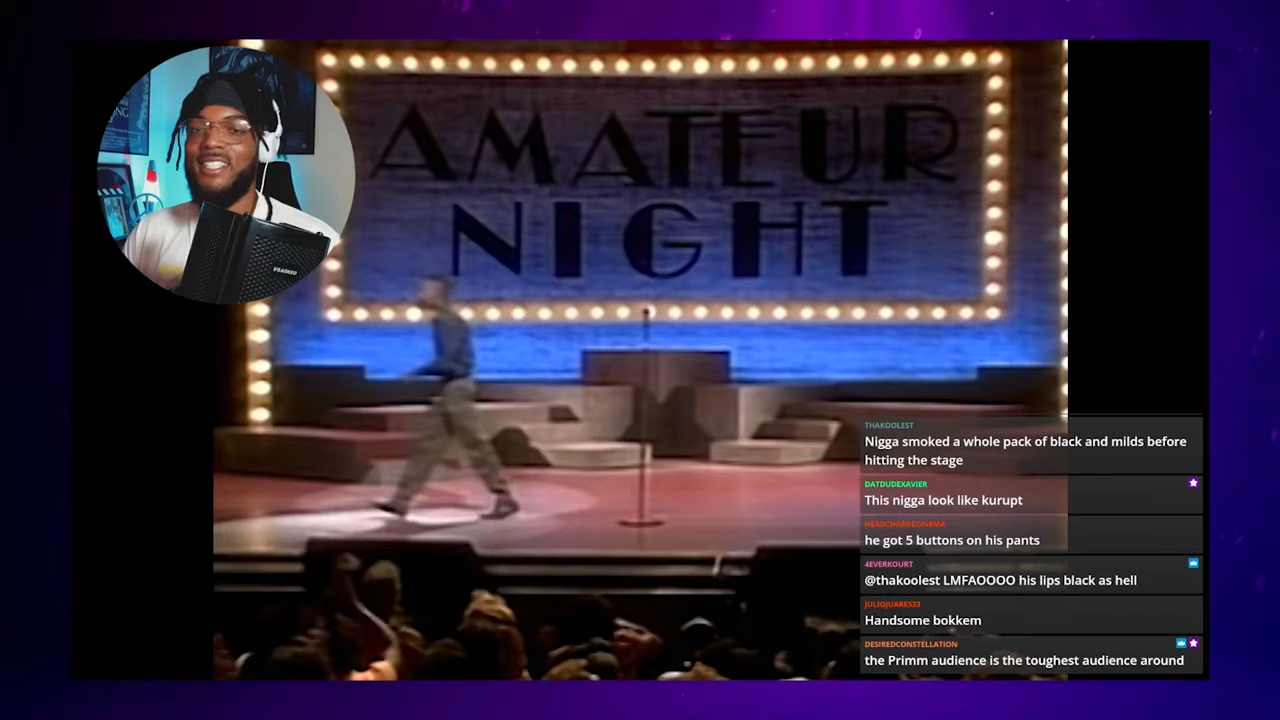 AMATEUR
NIGHT
THAKOOLEST
Nigga smoked a whole pack of black and milds before
hitting the stage
DATDUDEXAVIER
This nigga look like kurupt
HEADCHARGECINEMA
he got 5 buttons on his pants
4EVERKOURT
@thakoolest LMFAOOOO his lips black as hell
JULIOJUARES33
Handsome bokkem
DESIREDCONSTELLATION
the Primm audience is the toughest audience around